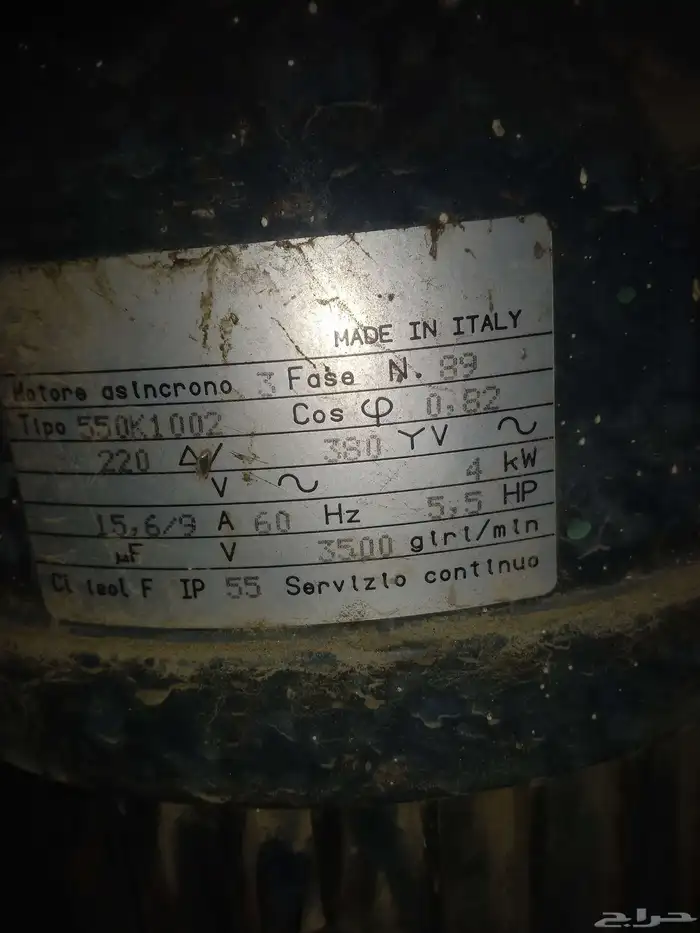 MADE IN ITALY
Motore asincrono 3 Fase N. 89
Tipo 550K1002 Cos φ 0,82
220 Δ V 380 Y V ~
V ~ 4 kW
15,6/9 A 60 Hz 5,5 HP
µF V 3500 giri/min
Cl isol F IP 55 Servizio continuo
حراج